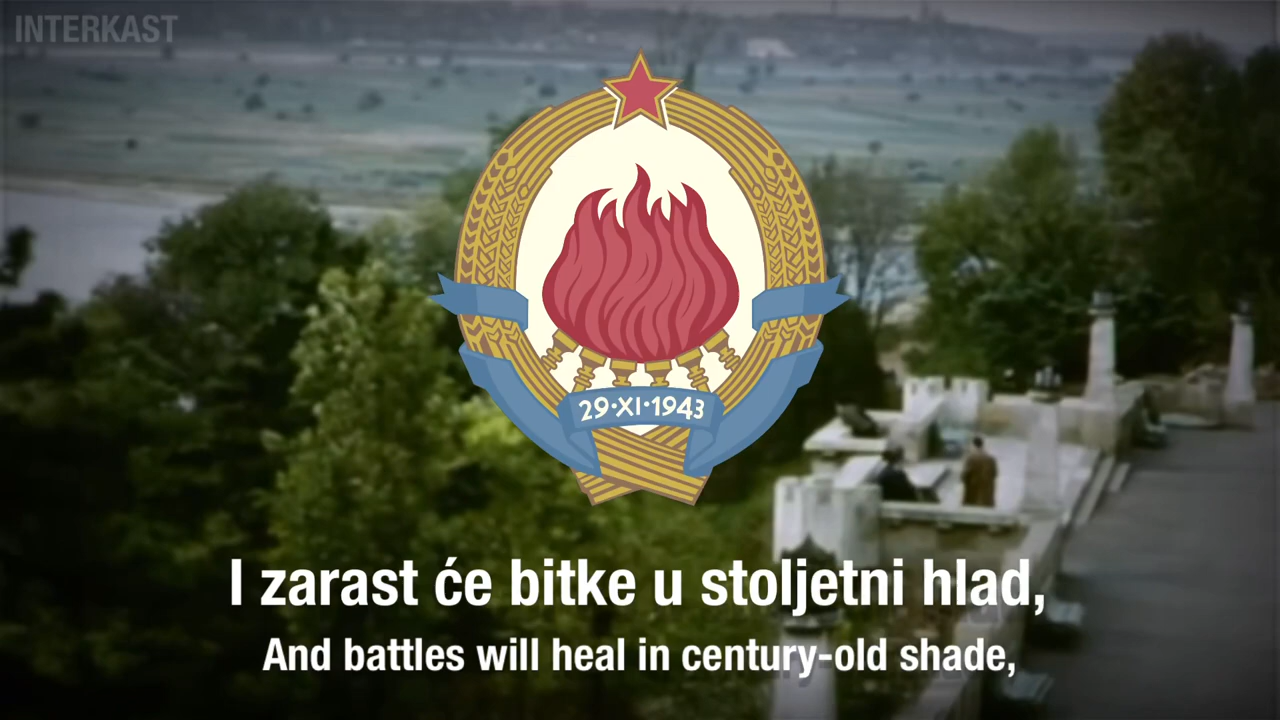 INTERKAST
29·XI·1943
I zarast će bitke u stoljetni hlad,
And battles will heal in century-old shade,